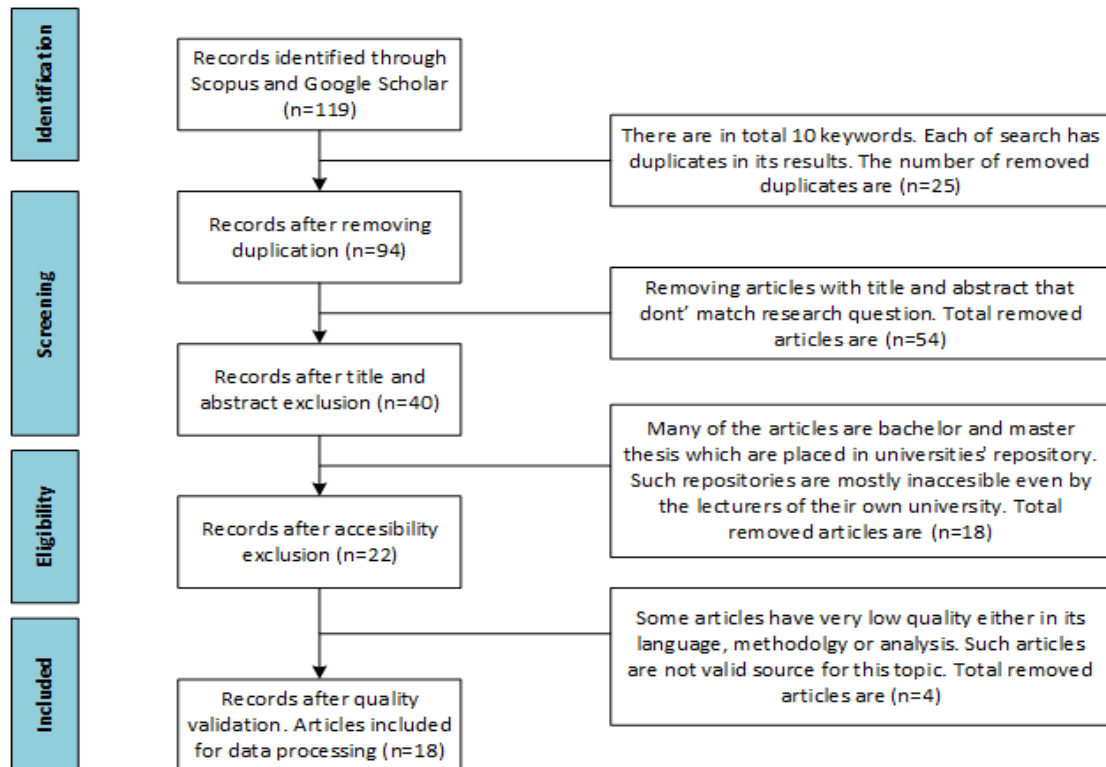 Identification
Records identified through
Scopus and Google Scholar
(n=119)
There are in total 10 keywords. Each of search has
duplicates in its results. The number of removed
duplicates are (n=25)
Screening
Records after removing
duplication (n=94)
Removing articles with title and abstract that
dont' match research question. Total removed
articles are (n=54)
Records after title and
abstract exclusion (n=40)
Many of the articles are bachelor and master
thesis which are placed in universities' repository.
Such repositories are mostly inaccesible even by
the lecturers of their own university. Total
removed articles are (n=18)
Eligibility
Records after accesibility
exclusion (n=22)
Some articles have very low quality either in its
language, methodolgy or analysis. Such articles
are not valid source for this topic. Total removed
articles are (n=4)
Included
Records after quality
validation. Articles included
for data processing (n=18)